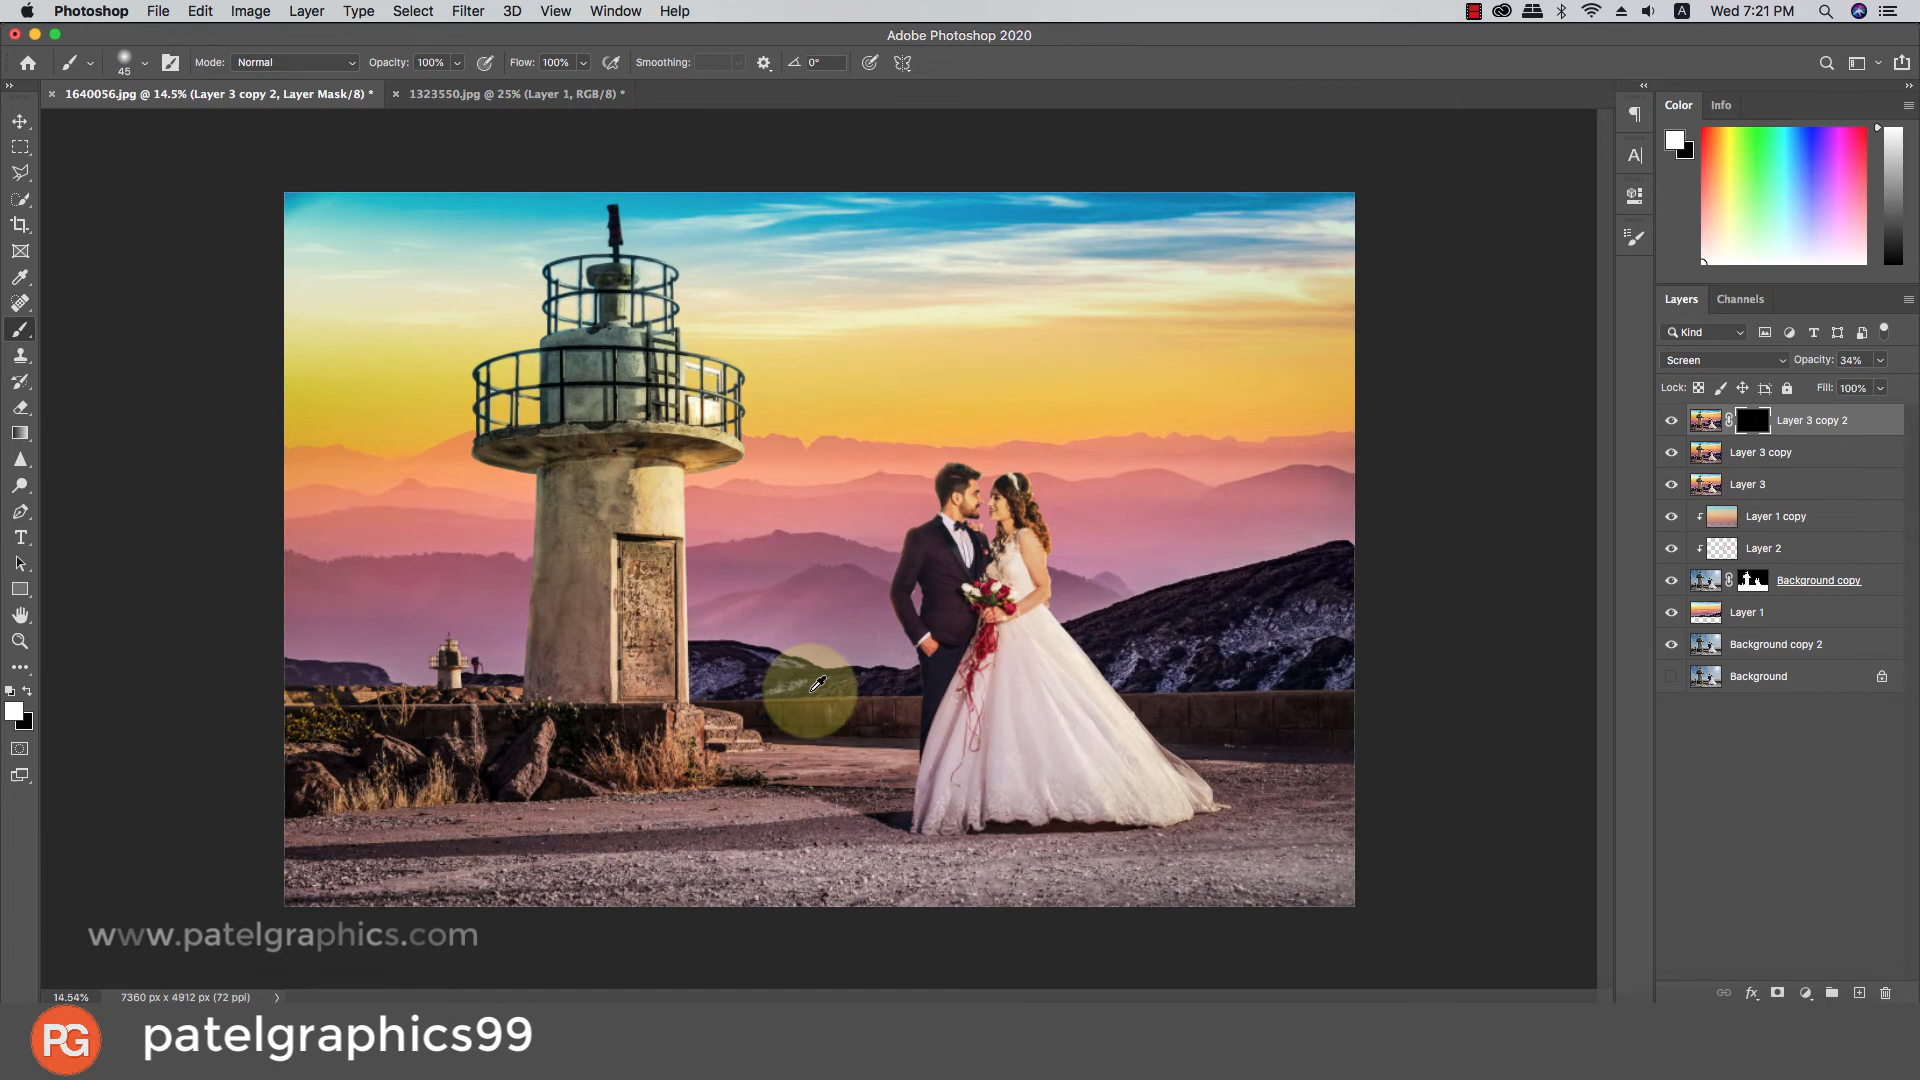 Photoshop File Edit Image Layer Type Select Filter 3D View Window Help A Wed 7:21 PM
Adobe Photoshop 2020
45 Mode: Normal Opacity: 100% Flow: 100% Smoothing: 0°
1640056.jpg @ 14.5% (Layer 3 copy 2, Layer Mask/8) * 1323550.jpg @ 25% (Layer 1, RGB/8) *
Color Info
Layers Channels
Kind
Screen Opacity: 34%
Lock: Fill: 100%
Layer 3 copy 2
Layer 3 copy
Layer 3
Layer 1 copy
Layer 2
Background copy
Layer 1
Background copy 2
Background
www.patelgraphics.com
14.54% 7360 px x 4912 px (72 ppi)
PG patelgraphics99